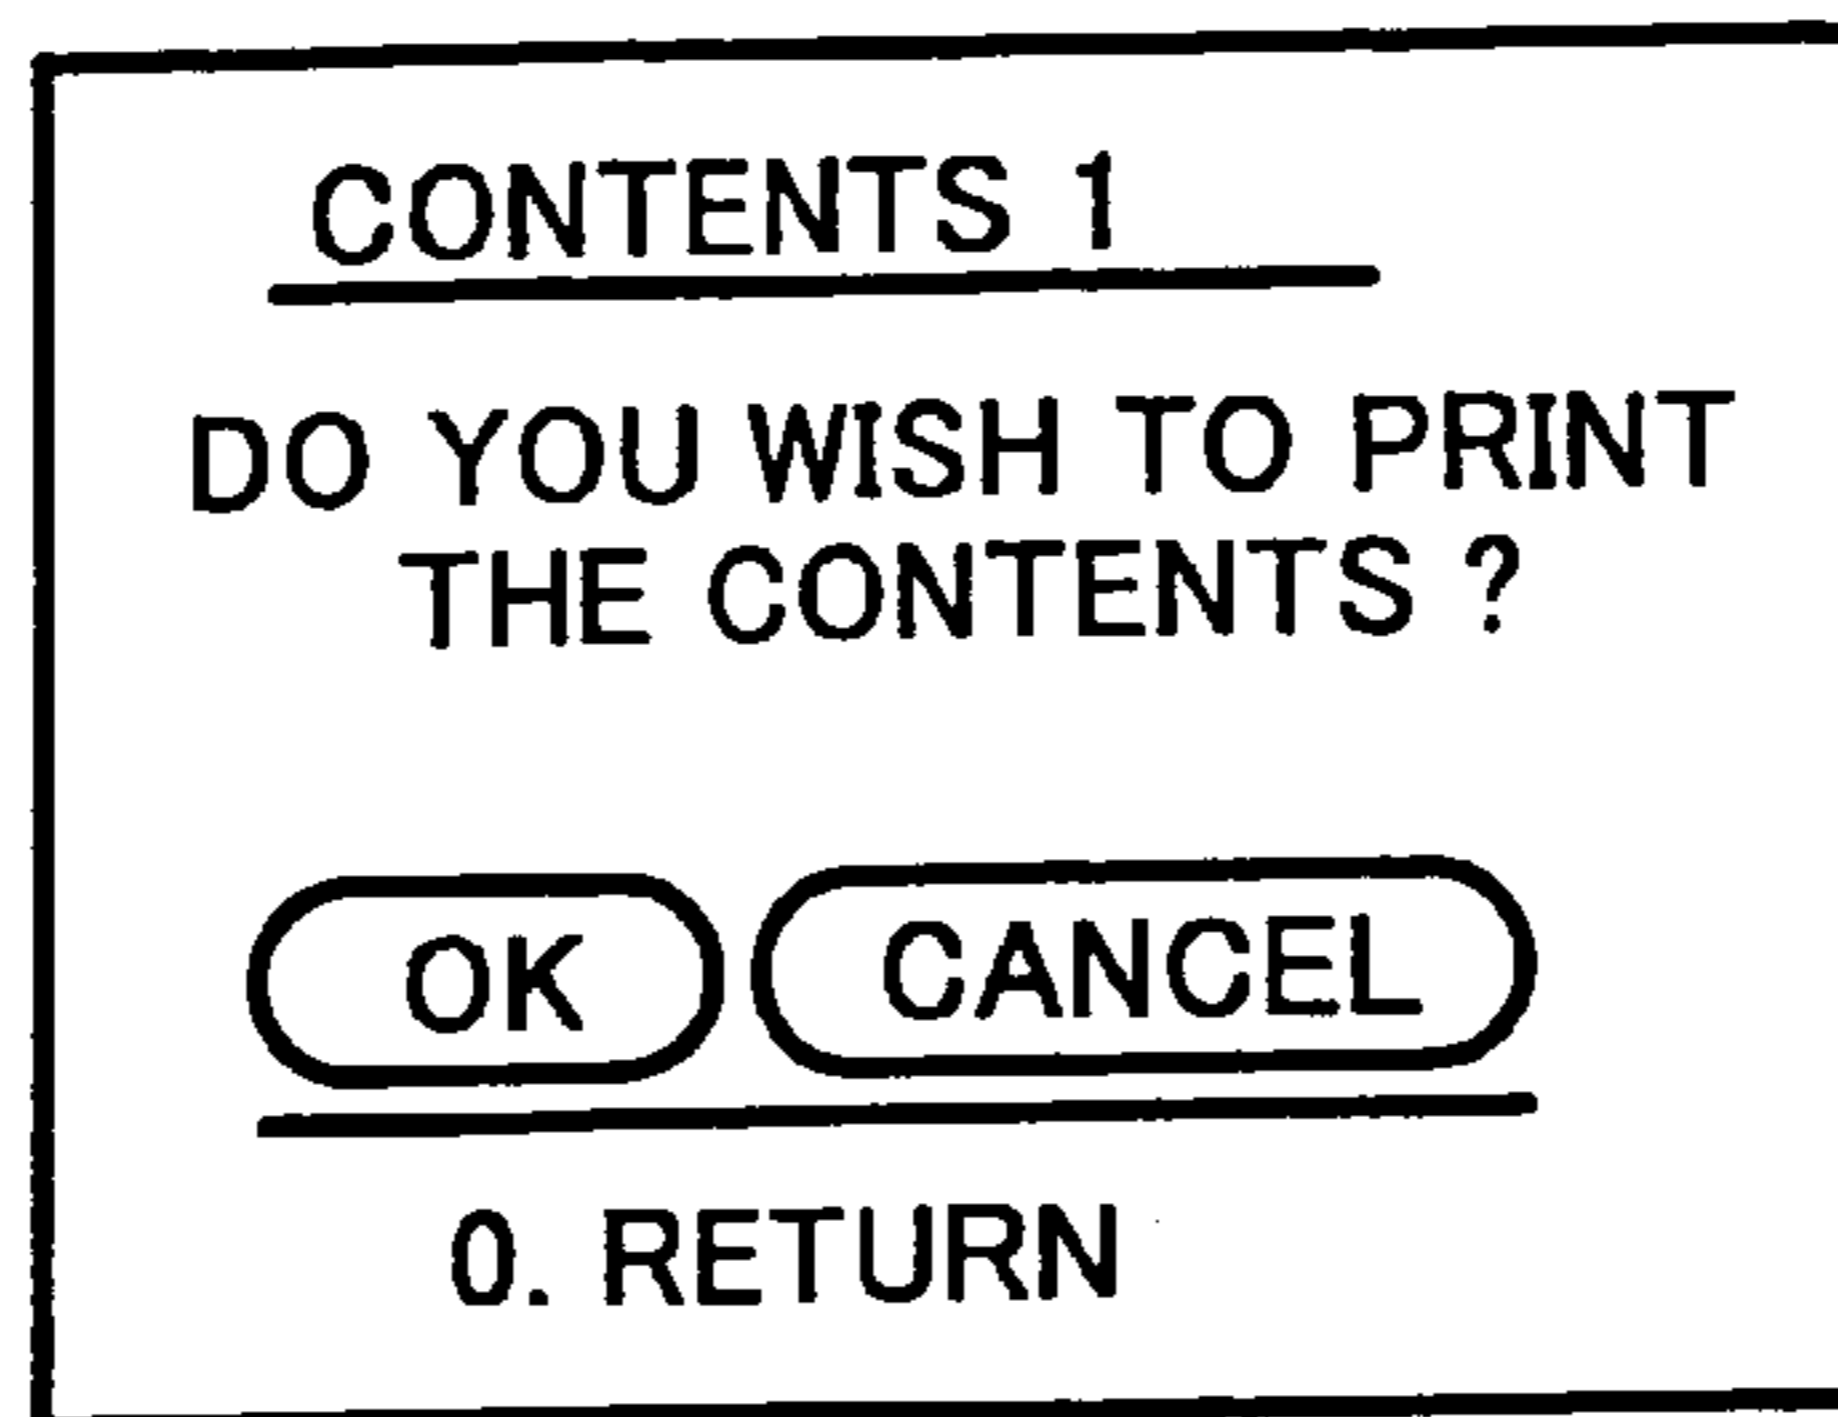 CONTENTS 1
DO YOU WISH TO PRINT
THE CONTENTS ?
OK CANCEL
0. RETURN